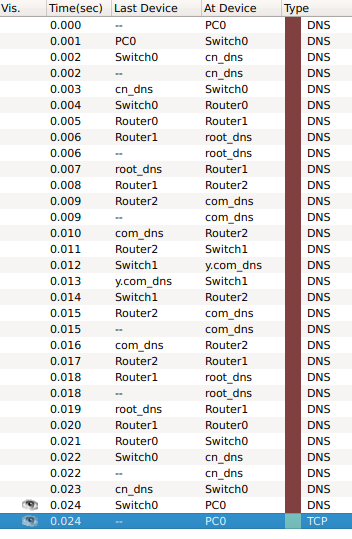 Vis. Time(sec) Last Device At Device Type
0.000 -- PC0 DNS
0.001 PC0 Switch0 DNS
0.002 Switch0 cn_dns DNS
0.002 -- cn_dns DNS
0.003 cn_dns Switch0 DNS
0.004 Switch0 Router0 DNS
0.005 Router0 Router1 DNS
0.006 Router1 root_dns DNS
0.006 -- root_dns DNS
0.007 root_dns Router1 DNS
0.008 Router1 Router2 DNS
0.009 Router2 com_dns DNS
0.009 -- com_dns DNS
0.010 com_dns Router2 DNS
0.011 Router2 Switch1 DNS
0.012 Switch1 y.com_dns DNS
0.013 y.com_dns Switch1 DNS
0.014 Switch1 Router2 DNS
0.015 Router2 com_dns DNS
0.015 -- com_dns DNS
0.016 com_dns Router2 DNS
0.017 Router2 Router1 DNS
0.018 Router1 root_dns DNS
0.018 -- root_dns DNS
0.019 root_dns Router1 DNS
0.020 Router1 Router0 DNS
0.021 Router0 Switch0 DNS
0.022 Switch0 cn_dns DNS
0.022 -- cn_dns DNS
0.023 cn_dns Switch0 DNS
0.024 Switch0 PC0 DNS
0.024 -- PC0 TCP